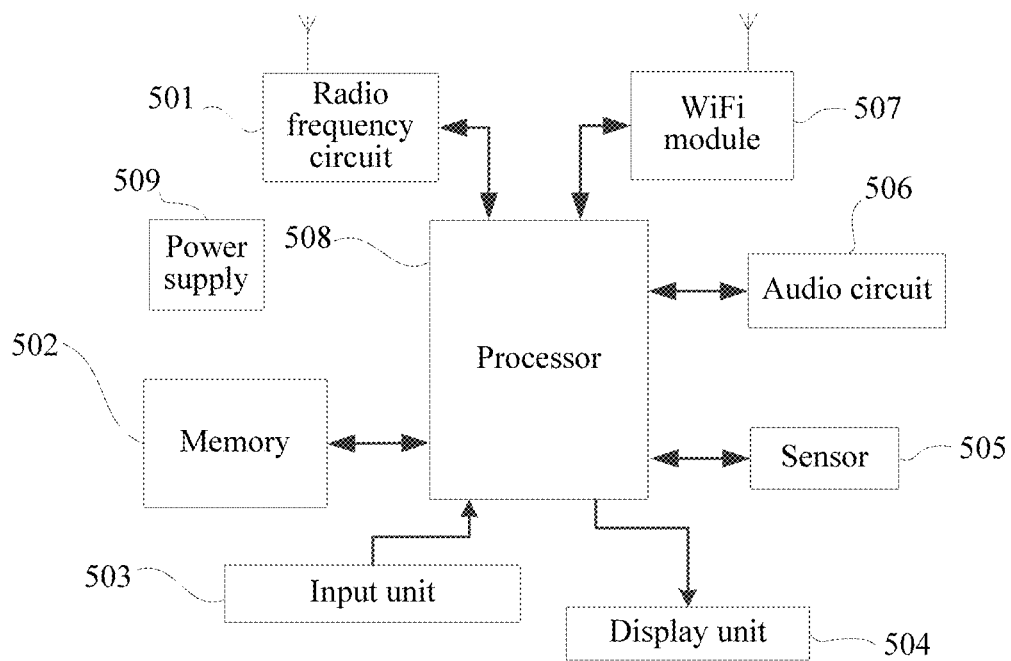 501
Radio
frequency
circuit
WiFi
module
507
509
Power
supply
508
506
Audio circuit
502
Processor
Memory
Sensor
505
503
Input unit
Display unit
504